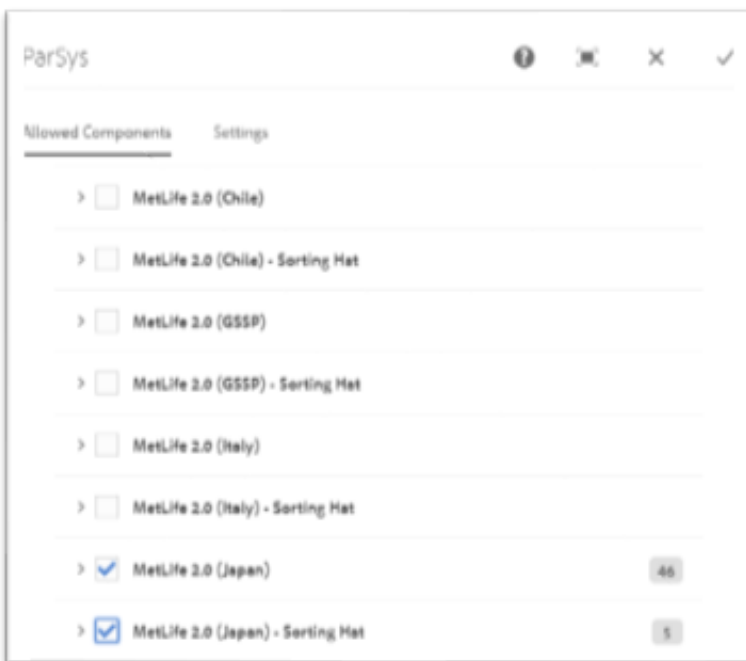 ParSys
Allowed Components Settings
MetLife 2.0 (Chile)
MetLife 2.0 (Chile) - Sorting Hat
MetLife 2.0 (GSSP)
MetLife 2.0 (GSSP) - Sorting Hat
MetLife 2.0 (Italy)
MetLife 2.0 (Italy) - Sorting Hat
MetLife 2.0 (Japan) 46
MetLife 2.0 (Japan) - Sorting Hat 5